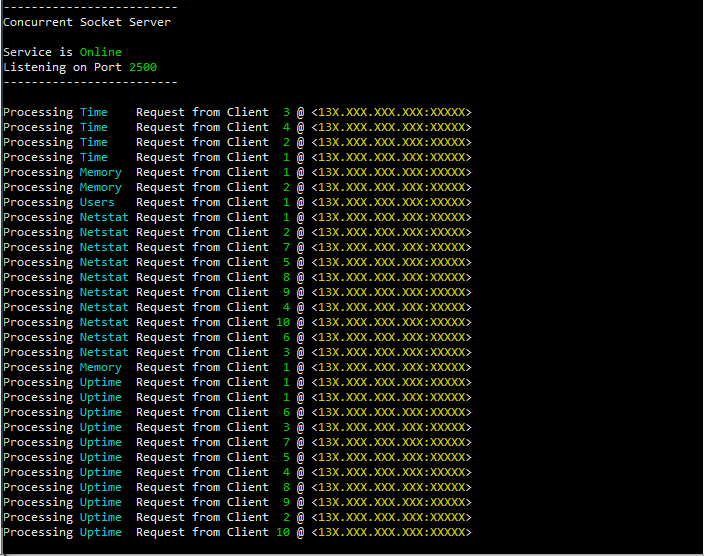 -------------------------
Concurrent Socket Server
Service is Online
Listening on Port 2500
-------------------------
Processing Time    Request from Client  3 @ <13X.XXX.XXX.XXX:XXXXX>
Processing Time    Request from Client  4 @ <13X.XXX.XXX.XXX:XXXXX>
Processing Time    Request from Client  2 @ <13X.XXX.XXX.XXX:XXXXX>
Processing Time    Request from Client  1 @ <13X.XXX.XXX.XXX:XXXXX>
Processing Memory  Request from Client  1 @ <13X.XXX.XXX.XXX:XXXXX>
Processing Memory  Request from Client  2 @ <13X.XXX.XXX.XXX:XXXXX>
Processing Users   Request from Client  1 @ <13X.XXX.XXX.XXX:XXXXX>
Processing Netstat Request from Client  1 @ <13X.XXX.XXX.XXX:XXXXX>
Processing Netstat Request from Client  2 @ <13X.XXX.XXX.XXX:XXXXX>
Processing Netstat Request from Client  7 @ <13X.XXX.XXX.XXX:XXXXX>
Processing Netstat Request from Client  5 @ <13X.XXX.XXX.XXX:XXXXX>
Processing Netstat Request from Client  8 @ <13X.XXX.XXX.XXX:XXXXX>
Processing Netstat Request from Client  9 @ <13X.XXX.XXX.XXX:XXXXX>
Processing Netstat Request from Client  4 @ <13X.XXX.XXX.XXX:XXXXX>
Processing Netstat Request from Client 10 @ <13X.XXX.XXX.XXX:XXXXX>
Processing Netstat Request from Client  6 @ <13X.XXX.XXX.XXX:XXXXX>
Processing Netstat Request from Client  3 @ <13X.XXX.XXX.XXX:XXXXX>
Processing Memory  Request from Client  1 @ <13X.XXX.XXX.XXX:XXXXX>
Processing Uptime  Request from Client  1 @ <13X.XXX.XXX.XXX:XXXXX>
Processing Uptime  Request from Client  1 @ <13X.XXX.XXX.XXX:XXXXX>
Processing Uptime  Request from Client  6 @ <13X.XXX.XXX.XXX:XXXXX>
Processing Uptime  Request from Client  3 @ <13X.XXX.XXX.XXX:XXXXX>
Processing Uptime  Request from Client  7 @ <13X.XXX.XXX.XXX:XXXXX>
Processing Uptime  Request from Client  5 @ <13X.XXX.XXX.XXX:XXXXX>
Processing Uptime  Request from Client  4 @ <13X.XXX.XXX.XXX:XXXXX>
Processing Uptime  Request from Client  8 @ <13X.XXX.XXX.XXX:XXXXX>
Processing Uptime  Request from Client  9 @ <13X.XXX.XXX.XXX:XXXXX>
Processing Uptime  Request from Client  2 @ <13X.XXX.XXX.XXX:XXXXX>
Processing Uptime  Request from Client 10 @ <13X.XXX.XXX.XXX:XXXXX>